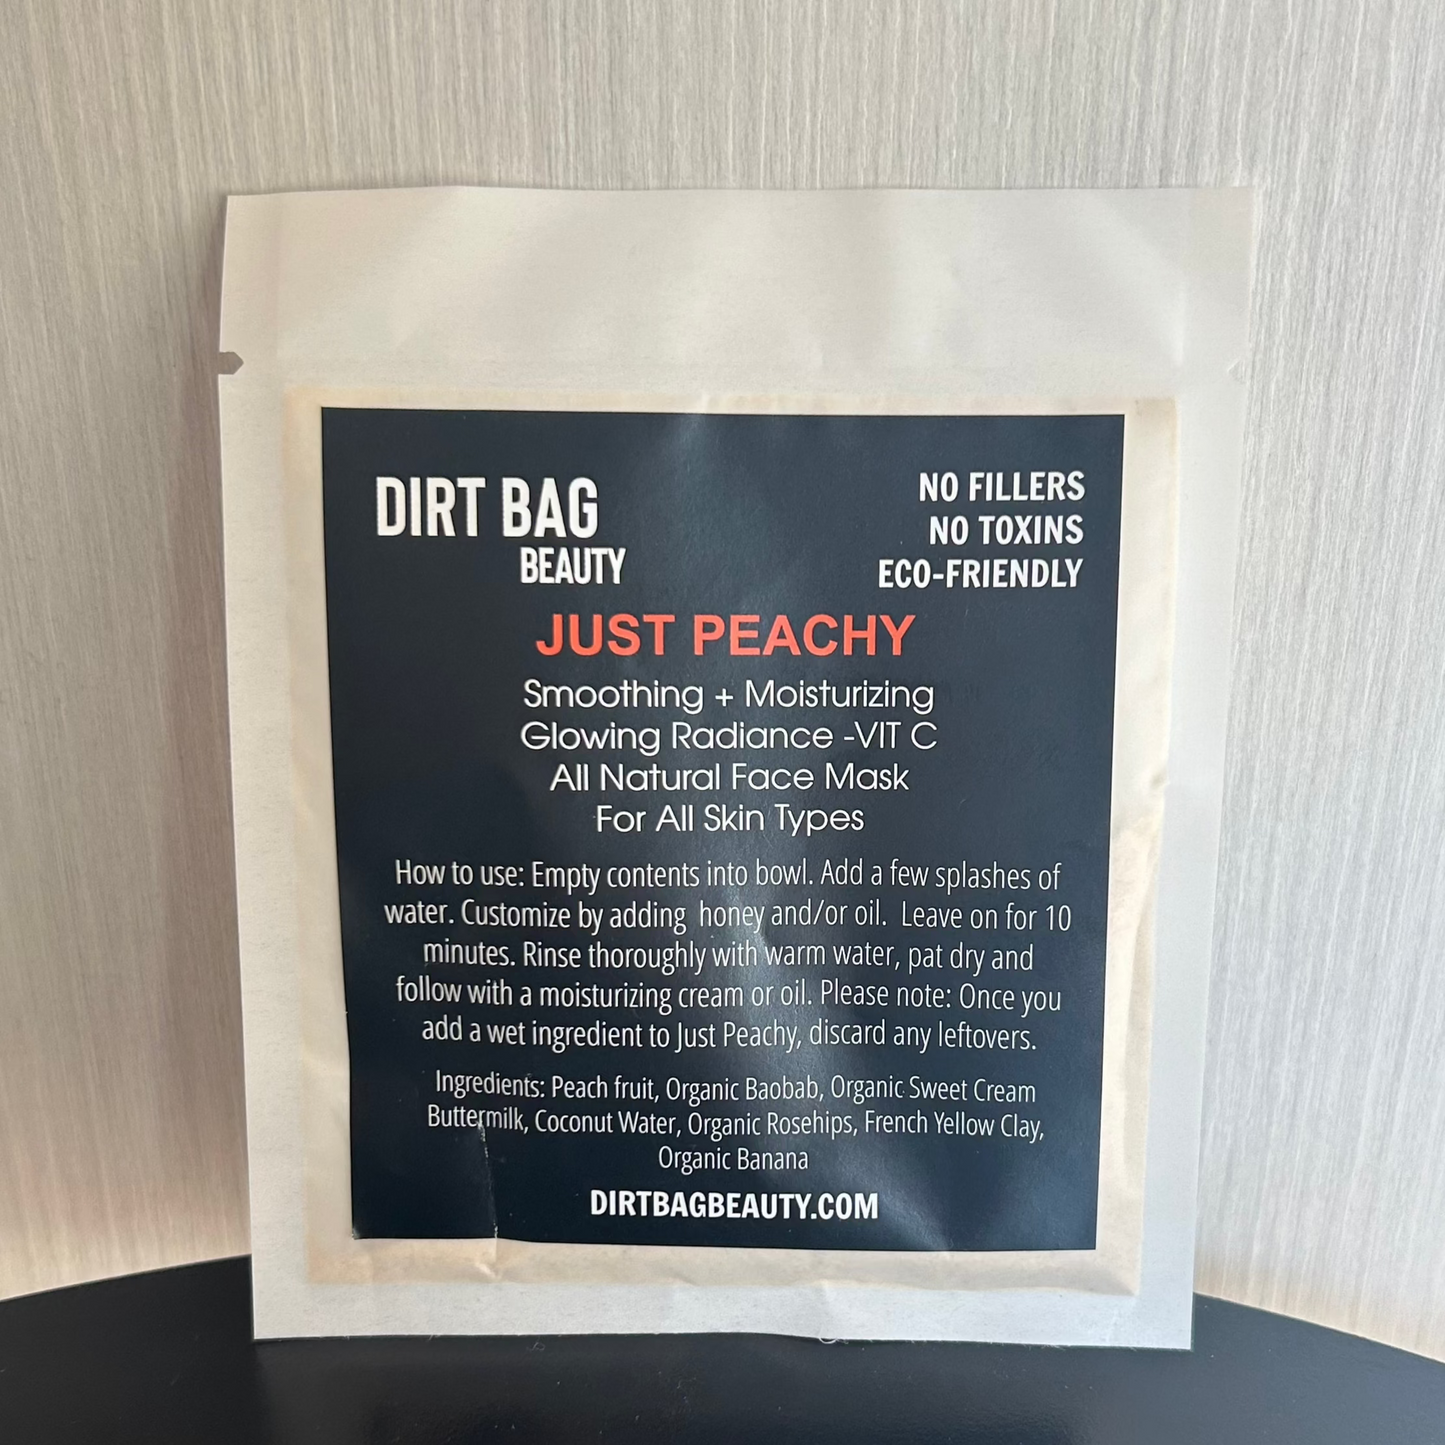 DIRT BAG
BEAUTY
NO FILLERS
NO TOXINS
ECO-FRIENDLY
JUST PEACHY
Smoothing + Moisturizing
Glowing Radiance -VIT C
All Natural Face Mask
For All Skin Types
How to use: Empty contents into bowl. Add a few splashes of
water. Customize by adding honey and/or oil. Leave on for 10
minutes. Rinse thoroughly with warm water, pat dry and
follow with a moisturizing cream or oil. Please note: Once you
add a wet ingredient to Just Peachy, discard any leftovers.
Ingredients: Peach fruit, Organic Baobab, Organic Sweet Cream
Buttermilk, Coconut Water, Organic Rosehips, French Yellow Clay,
Organic Banana
DIRTBAGBEAUTY.COM